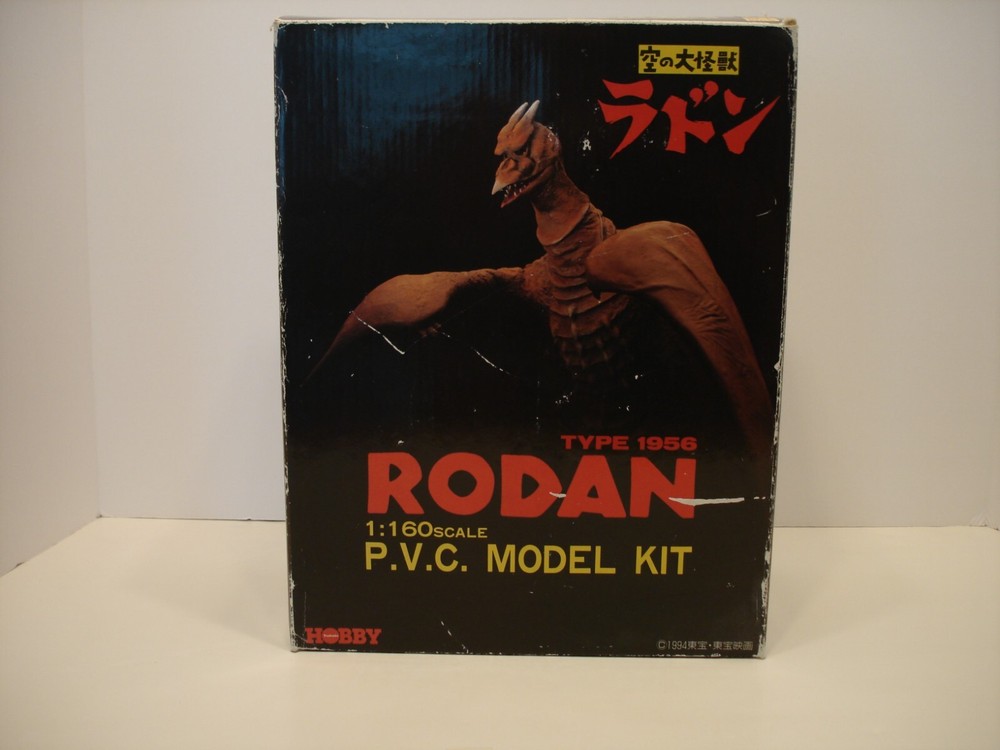 空の大怪獣
ラドン
TYPE 1956
RODAN
1:160SCALE
P.V.C. MODEL KIT
HOBBY
©1994東宝・東宝映画